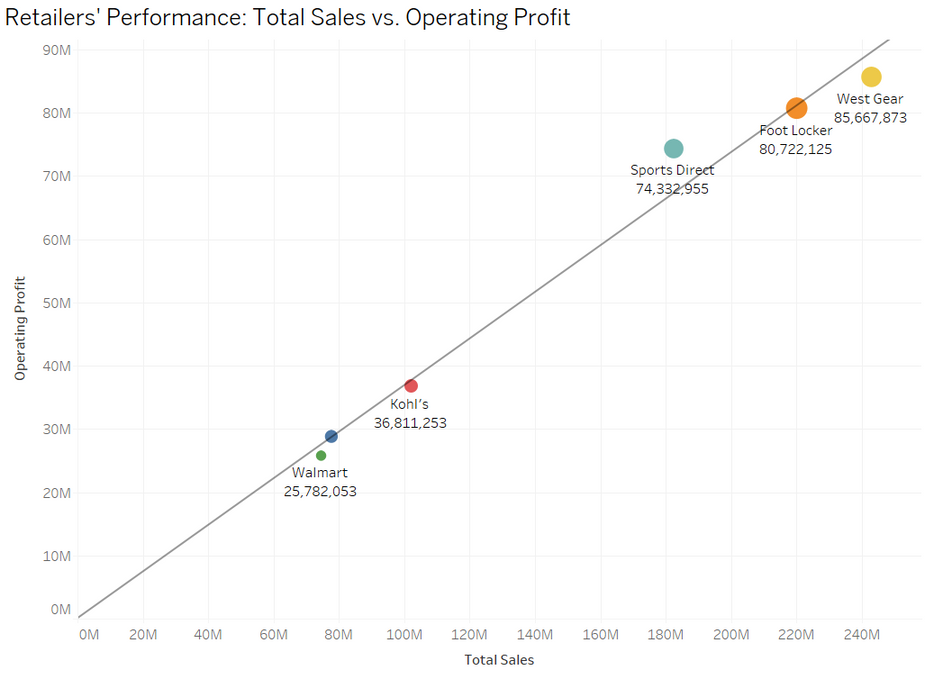 Retailers' Performance: Total Sales vs. Operating Profit
90M
80M
70M
60M
50M
40M
30M
20M
10M
0M
Operating Profit
West Gear
85,667,873
Foot Locker
80,722,125
Sports Direct
74,332,955
Kohl's
36,811,253
Walmart
25,782,053
0M 20M 40M 60M 80M 100M 120M 140M 160M 180M 200M 220M 240M
Total Sales